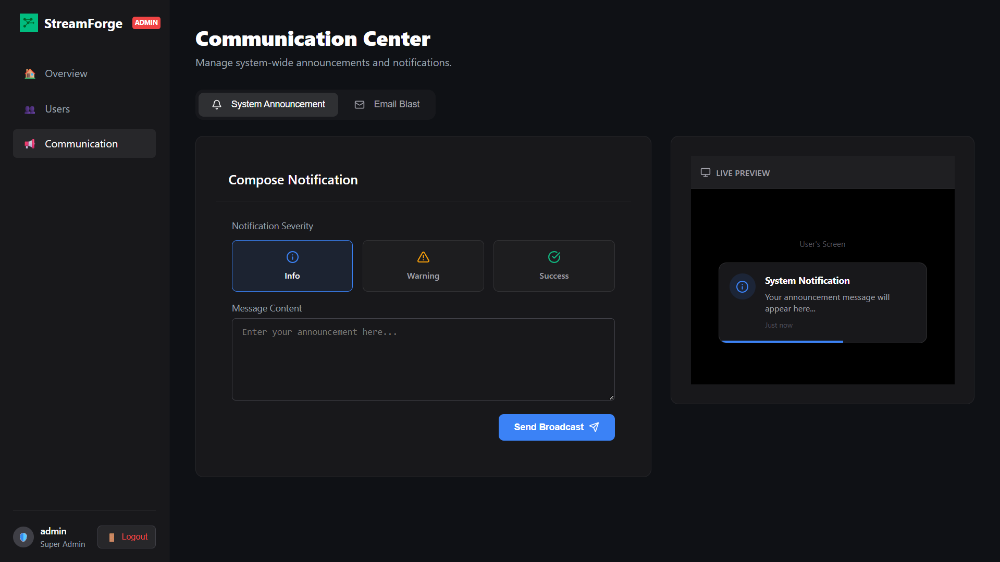 StreamForge ADMIN
Overview
Users
Communication
admin
Super Admin
Logout
Communication Center
Manage system-wide announcements and notifications.
System Announcement
Email Blast
Compose Notification
Notification Severity
Info
Warning
Success
Message Content
Enter your announcement here...
Send Broadcast
LIVE PREVIEW
User's Screen
System Notification
Your announcement message will
appear here...
Just now